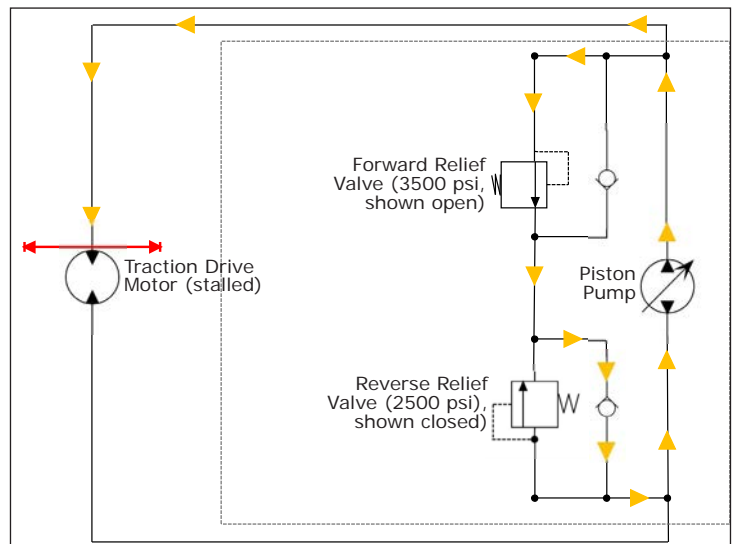 Forward Relief
Valve (3500 psi,
shown open)
Traction Drive
Motor (stalled)
Piston
Pump
Reverse Relief
Valve (2500 psi),
shown closed)